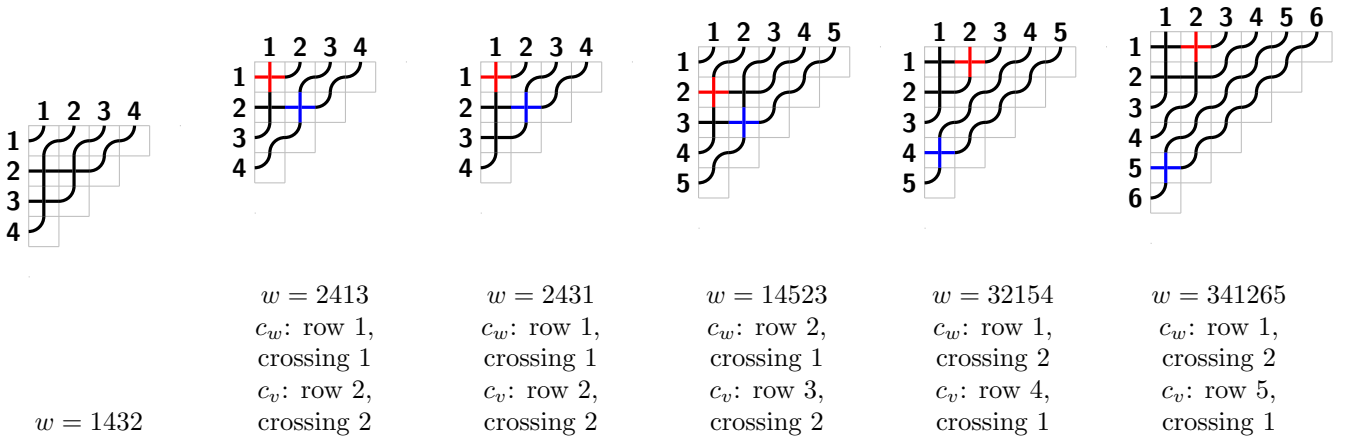 1 2 3 4
1
2
3
4
w = 1432
1 2 3 4
1
2
3
4
w = 2413
c_w: row 1,
crossing 1
c_v: row 2,
crossing 2
1 2 3 4
1
2
3
4
w = 2431
c_w: row 1,
crossing 1
c_v: row 2,
crossing 2
1 2 3 4 5
1
2
3
4
5
w = 14523
c_w: row 2,
crossing 1
c_v: row 3,
crossing 2
1 2 3 4 5
1
2
3
4
5
w = 32154
c_w: row 1,
crossing 2
c_v: row 4,
crossing 1
1 2 3 4 5 6
1
2
3
4
5
6
w = 341265
c_w: row 1,
crossing 2
c_v: row 5,
crossing 1